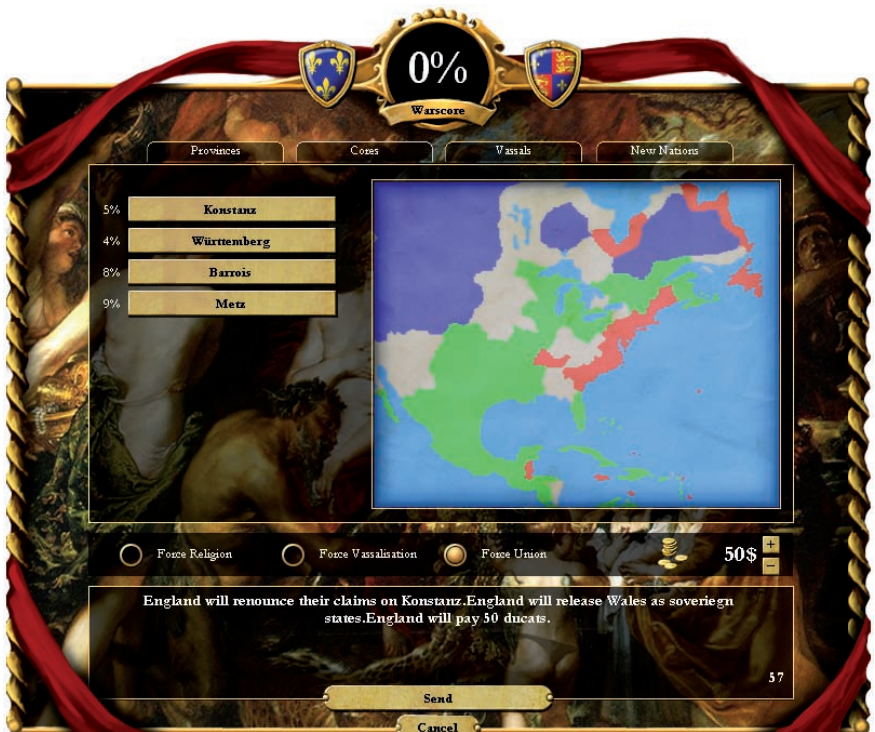 0%
Warscore
Provinces
Cores
Vassals
New Nations
5%
Konstanz
4%
Württemberg
8%
Barrois
9%
Metz
Force Religion
Force Vassalisation
Force Union
50$
+
−
England will renounce their claims on Konstanz.England will release Wales as soveriegn
states.England will pay 50 ducats.
57
Send
Cancel